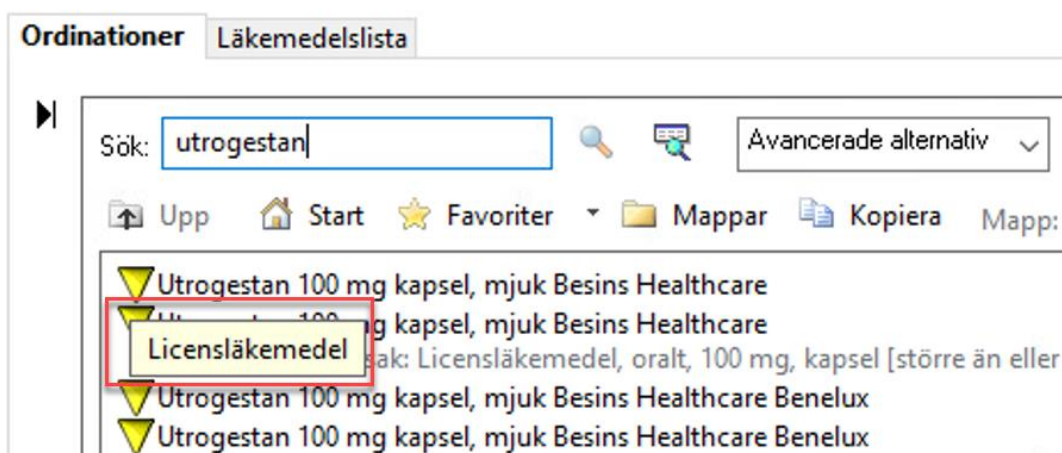 Ordinationer Läkemedelslista
Sök: utrogestan Avancerade alternativ
Upp Start Favoriter Mappar Kopiera Mapp:
Utrogestan 100 mg kapsel, mjuk Besins Healthcare
g kapsel, mjuk Besins Healthcare
Licensläkemedel sak: Licensläkemedel, oralt, 100 mg, kapsel [större än eller
Utrogestan 100 mg kapsel, mjuk Besins Healthcare Benelux
Utrogestan 100 mg kapsel, mjuk Besins Healthcare Benelux